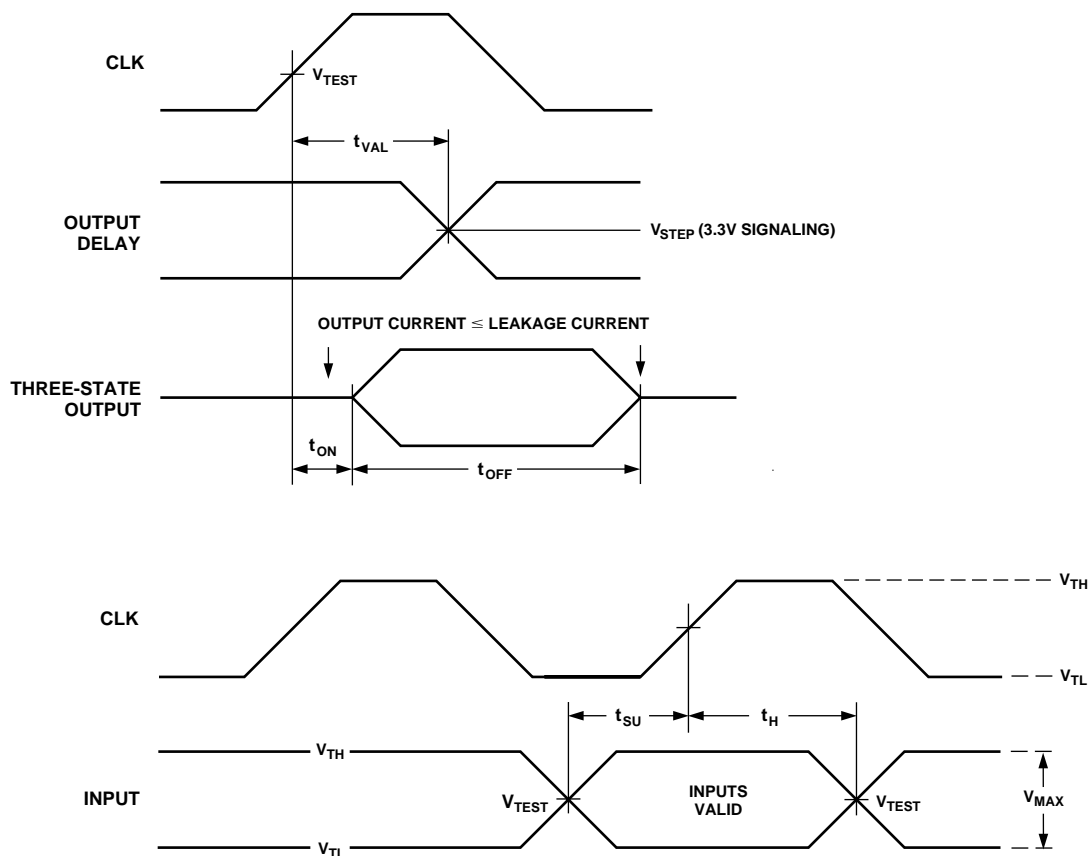 CLK
VTEST
tVAL
OUTPUT
DELAY
VSTEP (3.3V SIGNALING)
OUTPUT CURRENT ≤ LEAKAGE CURRENT
THREE-STATE
OUTPUT
tON
tOFF
CLK
VTH
VTL
tSU
tH
VTH
INPUT
VTEST
INPUTS
VALID
VTEST
VMAX
VTL